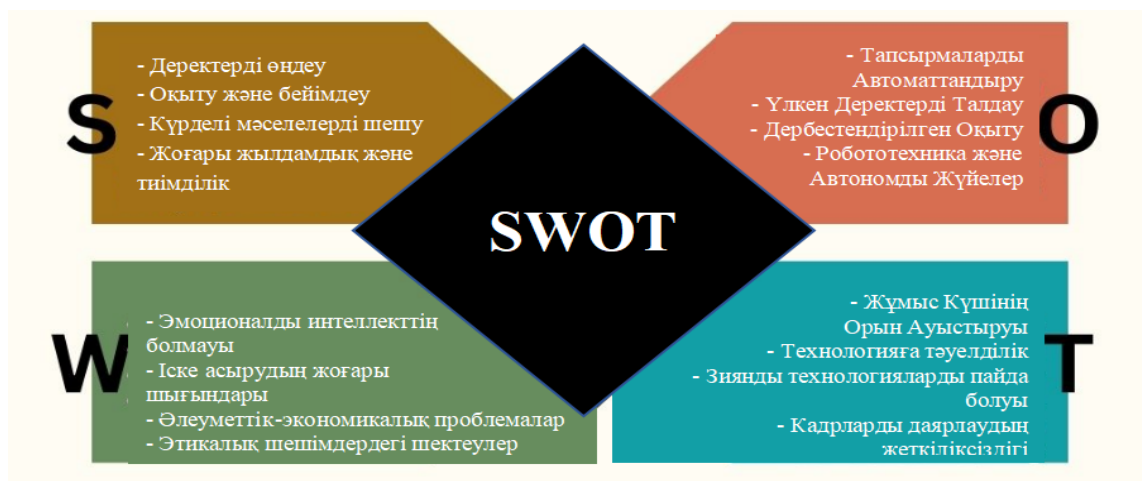 S
- Деректерді өңдеу
- Оқыту және бейімдеу
- Күрделі мәселелерді шешу
- Жоғары жылдамдық және
тиімділік
- Тапсырмаларды
Автоматтандыру
- Үлкен Деректерді Талдау
- Дербестендірілген Оқыту
- Робототехника және
Автономды Жүйелер
O
SWOT
W
- Эмоционалды интеллекттің
болмауы
- Іске асырудың жоғары
шығындары
- Әлеуметтік-экономикалық проблемалар
- Этикалық шешімдердегі шектеулер
- Жұмыс Күшінің
Орын Ауыстыруы
- Технологияға тәуелділік
- Зиянды технологияларды пайда
болуы
- Кадрларды даярлаудың
жеткіліксіздігі
T